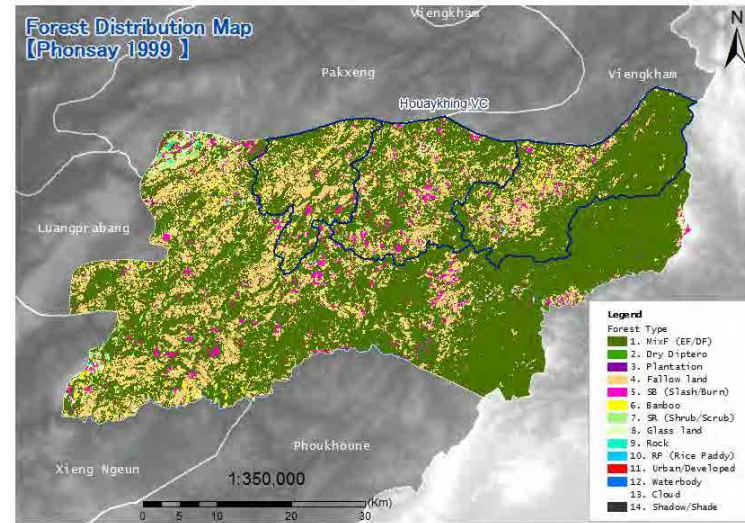 Forest Distribution Map
【Phonsay 1999 】
Viengkham
N
Pakxeng
Viengkham
Houaykhing.VC
Luangprabang
Xieng Ngeun
Phoukhoune
1:350,000
0 5 10 20 30 (Km)
Legend
Forest Type
1. MixF (EF/DF)
2. Dry Diptero
3. Plantation
4. Fallow land
5. SB (Slash/Burn)
6. Bamboo
7. SR (Shrub/Scrub)
8. Glass land
9. Rock
10. RP (Rice Paddy)
11. Urban/Developed
12. Waterbody
13. Cloud
14. Shadow/Shade